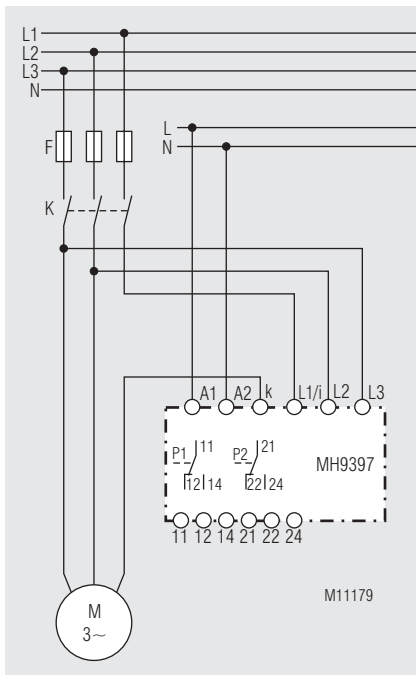 L1
L2
L3
N
L
N
F
K
A1 A2 k L1/i L2 L3
P1 11 P2 21
12 14 22 24
MH9397
11 12 14 21 22 24
M11179
M
3~